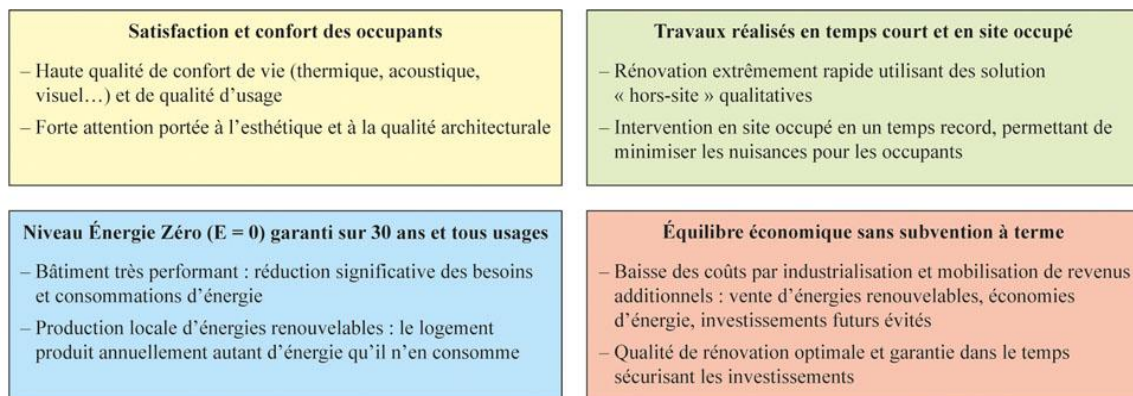 Satisfaction et confort des occupants
– Haute qualité de confort de vie (thermique, acoustique,
visuel…) et de qualité d’usage
– Forte attention portée à l’esthétique et à la qualité architecturale
Travaux réalisés en temps court et en site occupé
– Rénovation extrêmement rapide utilisant des solution
« hors-site » qualitatives
– Intervention en site occupé en un temps record, permettant de
minimiser les nuisances pour les occupants
Niveau Énergie Zéro (E = 0) garanti sur 30 ans et tous usages
– Bâtiment très performant : réduction significative des besoins
et consommations d’énergie
– Production locale d’énergies renouvelables : le logement
produit annuellement autant d’énergie qu’il n’en consomme
Équilibre économique sans subvention à terme
– Baisse des coûts par industrialisation et mobilisation de revenus
additionnels : vente d’énergies renouvelables, économies
d’énergie, investissements futurs évités
– Qualité de rénovation optimale et garantie dans le temps
sécurisant les investissements